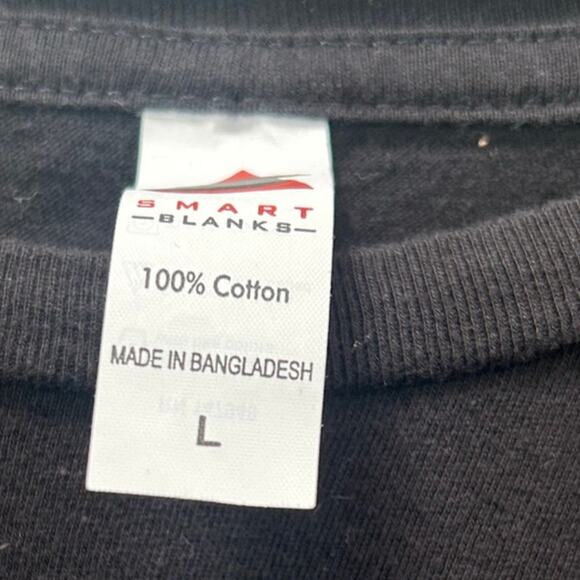 SMART
—BLANKS—
100% Cotton
MADE IN BANGLADESH
L